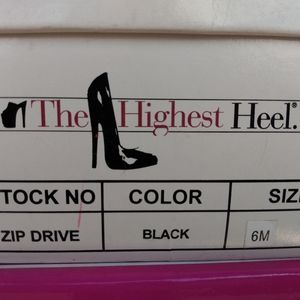 The Highest Heel.®
TOCK NO COLOR SIZ
ZIP DRIVE BLACK 6M